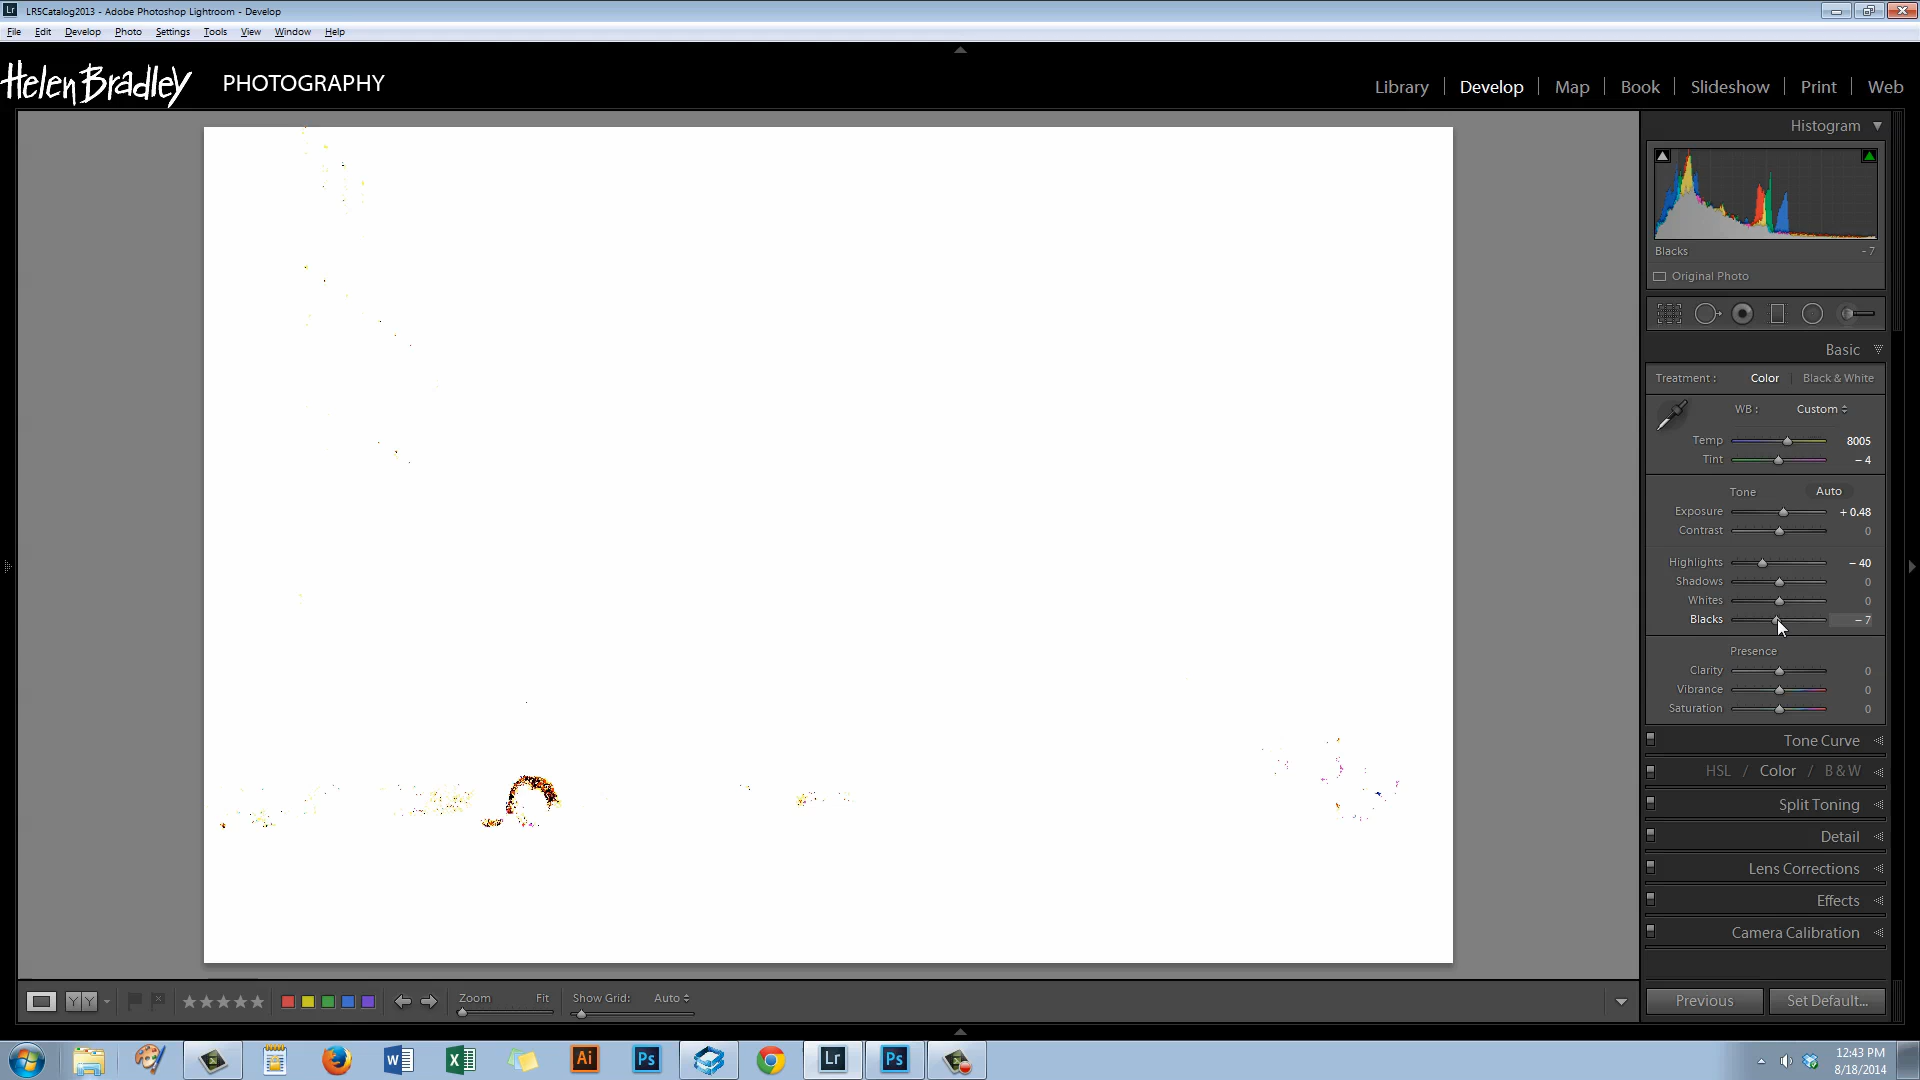 LR5Catalog2013 - Adobe Photoshop Lightroom - Develop
File Edit Develop Photo Settings Tools View Window Help
Helen Bradley PHOTOGRAPHY
Library Develop Map Book Slideshow Print Web
Histogram
Blacks - 7
Original Photo
Basic
Treatment : Color Black & White
WB : Custom
Temp 8005
Tint - 4
Tone Auto
Exposure + 0.48
Contrast 0
Highlights - 40
Shadows 0
Whites 0
Blacks - 7
Presence
Clarity 0
Vibrance 0
Saturation 0
Tone Curve
HSL / Color / B & W
Split Toning
Detail
Lens Corrections
Effects
Camera Calibration
Previous Set Default...
Y Y Zoom Fit Show Grid: Auto
Ai Ps Lr Ps
12:43 PM
8/18/2014